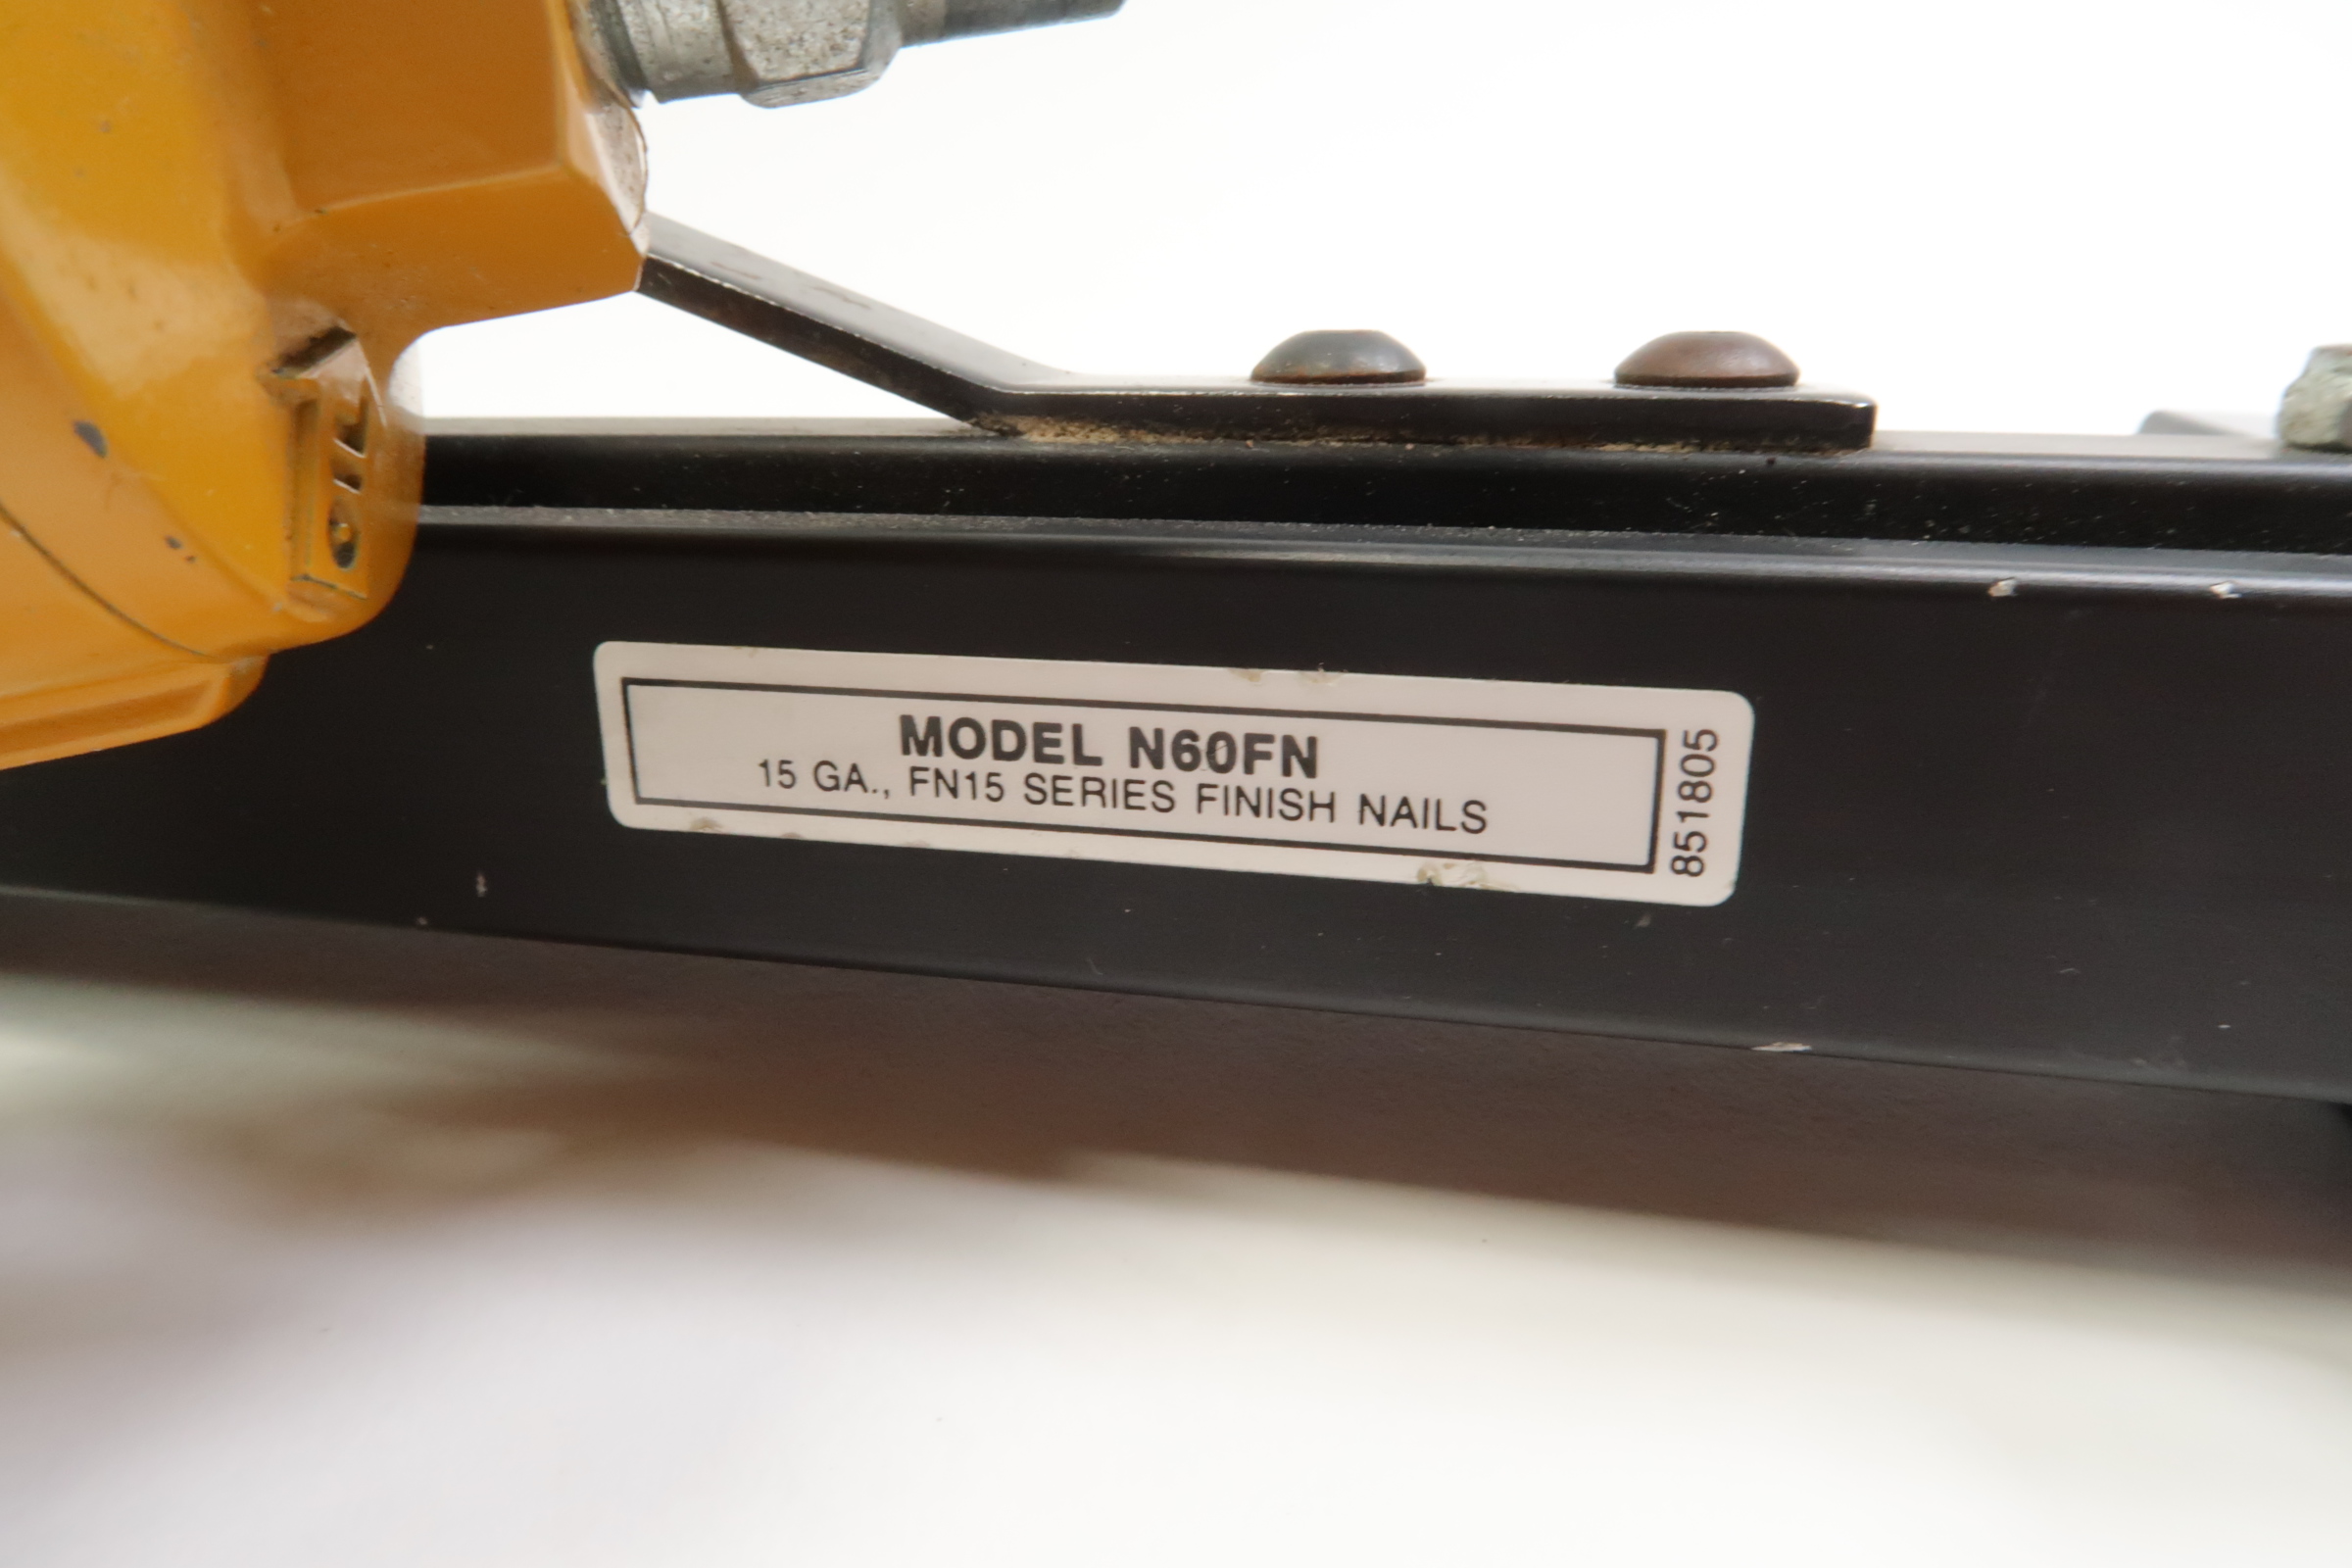 MODEL N60FN
15 GA., FN15 SERIES FINISH NAILS
851805